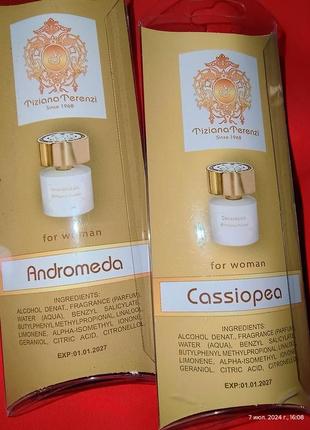 Tiziana Terenzi
Since 1968
for woman
Andromeda
INGREDIENTS:
ALCOHOL DENAT., FRAGRANCE (PARFUM),
WATER (AQUA), BENZYL SALICYLATE,
BUTYLPHENYL METHYLPROPIONAL, LINALOOL,
LIMONENE, ALPHA-ISOMETHYL IONONE,
GERANIOL, CITRIC ACID, CITRONELLOL
EXP:01.01.2027
Tiziana Terenzi
Since 1968
Cassiopea
for woman
Cassiopea
INGREDIENTS:
ALCOHOL DENAT., FRAGRANCE (PARFUM),
WATER (AQUA), BENZYL SALICYLATE,
BUTYLPHENYL METHYLPROPIONAL, LINALOOL,
LIMONENE, ALPHA-ISOMETHYL IONONE,
GERANIOL, CITRIC ACID, CITRONELLOL
EXP:01.01.2027
7 июл. 2024 г., 16:08